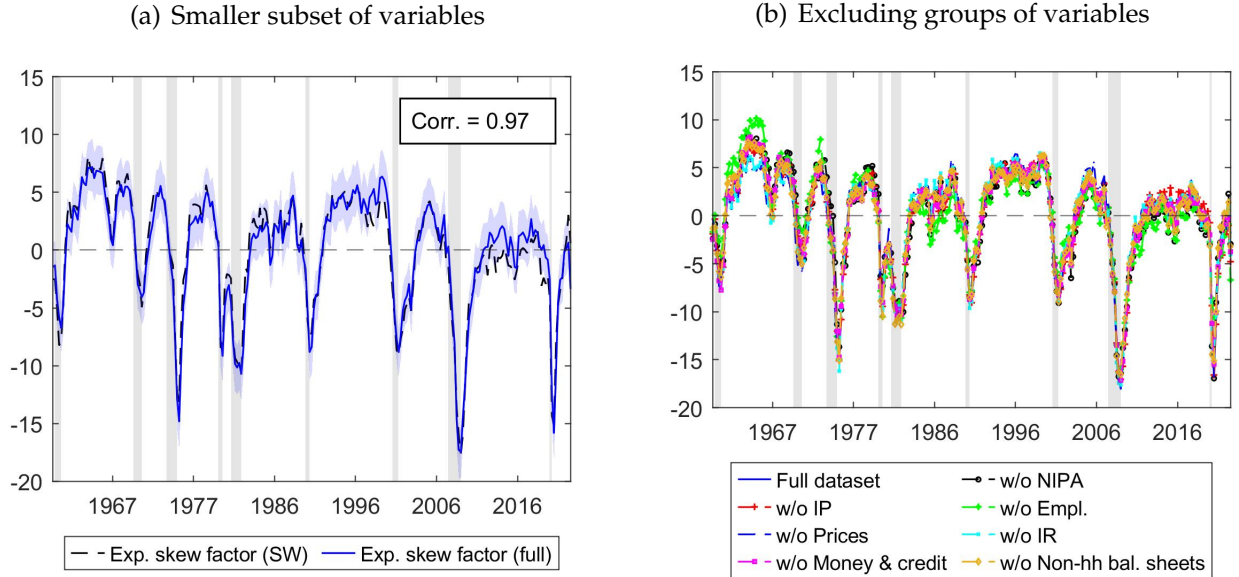 (a) Smaller subset of variables
15
10
5
0
-5
-10
-15
-20
Corr. = 0.97
1967 1977 1986 1996 2006 2016
Exp. skew factor (SW) Exp. skew factor (full)
(b) Excluding groups of variables
15
10
5
0
-5
-10
-15
-20
1967 1977 1986 1996 2006 2016
Full dataset w/o NIPA
w/o IP w/o Empl.
w/o Prices w/o IR
w/o Money & credit w/o Non-hh bal. sheets